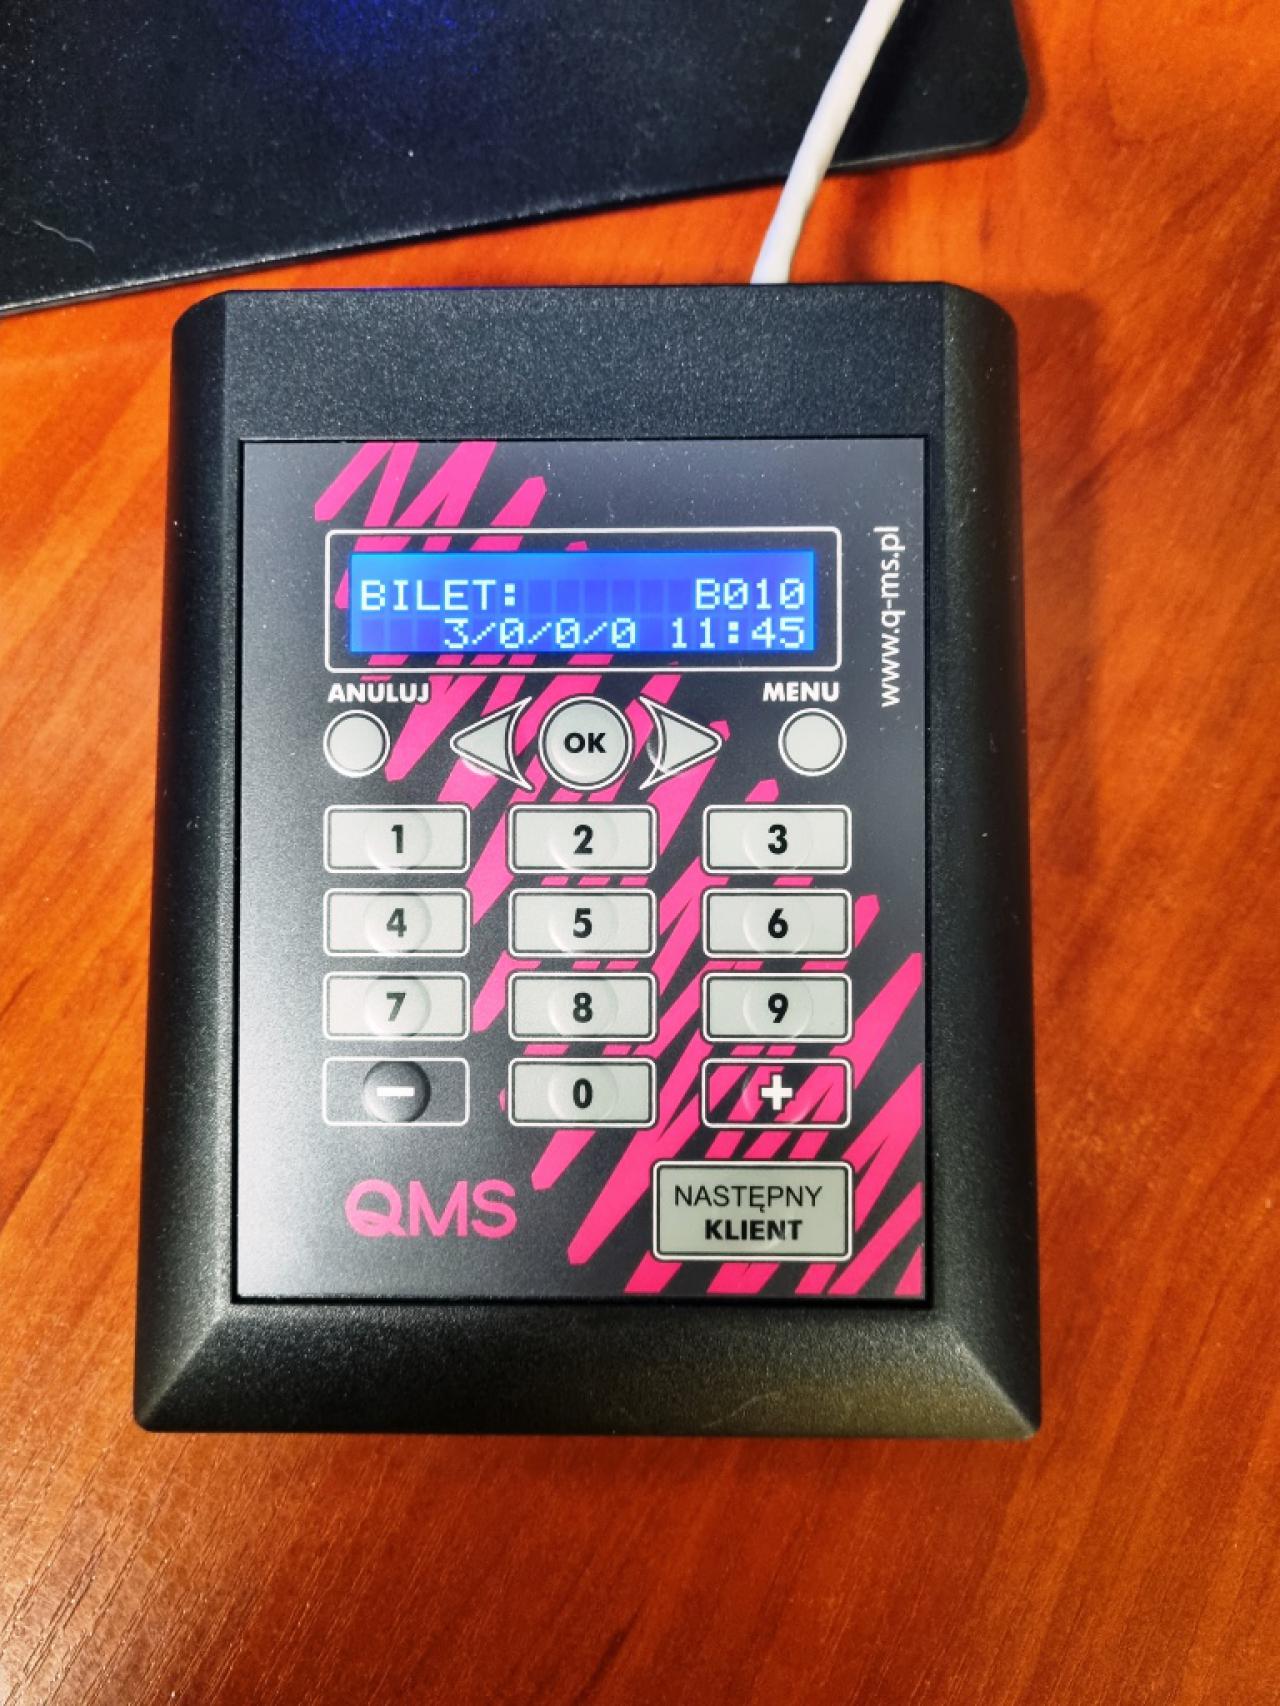 BILET: B010
3/0/0/0 11:45
www.q-ms.pl
ANULUJ
MENU
OK
1 2 3
4 5 6
7 8 9
- 0 +
QMS
NASTĘPNY
KLIENT